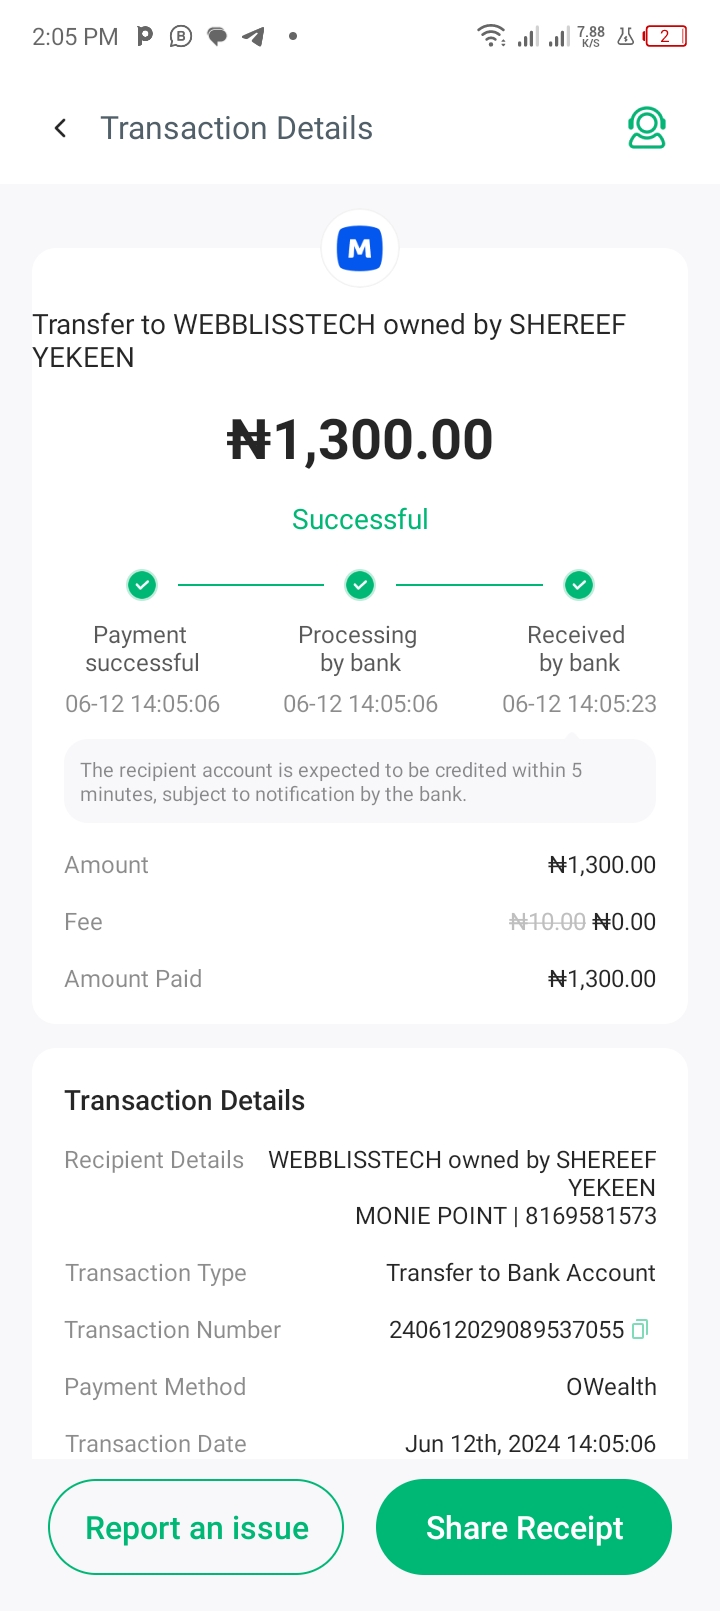 2:05 PM
7.88
K/S
2
Transaction Details
M
Transfer to WEBBLISSTECH owned by SHEREEF
YEKEEN
₦1,300.00
Successful
Payment
successful
Processing
by bank
Received
by bank
06-12 14:05:06
06-12 14:05:06
06-12 14:05:23
The recipient account is expected to be credited within 5
minutes, subject to notification by the bank.
Amount ₦1,300.00
Fee ₦10.00 ₦0.00
Amount Paid ₦1,300.00
Transaction Details
Recipient Details WEBBLISSTECH owned by SHEREEF
YEKEEN
MONIE POINT | 8169581573
Transaction Type Transfer to Bank Account
Transaction Number 240612029089537055
Payment Method OWealth
Transaction Date Jun 12th, 2024 14:05:06
Report an issue
Share Receipt